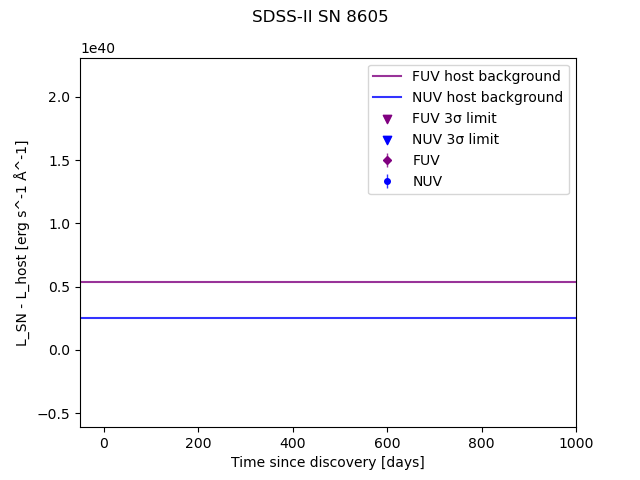 SDSS-II SN 8605
1e40
FUV host background
NUV host background
FUV 3σ limit
NUV 3σ limit
FUV
NUV
2.0
1.5
1.0
0.5
0.0
−0.5
L_SN - L_host [erg s^-1 Å^-1]
0
200
400
600
800
1000
Time since discovery [days]